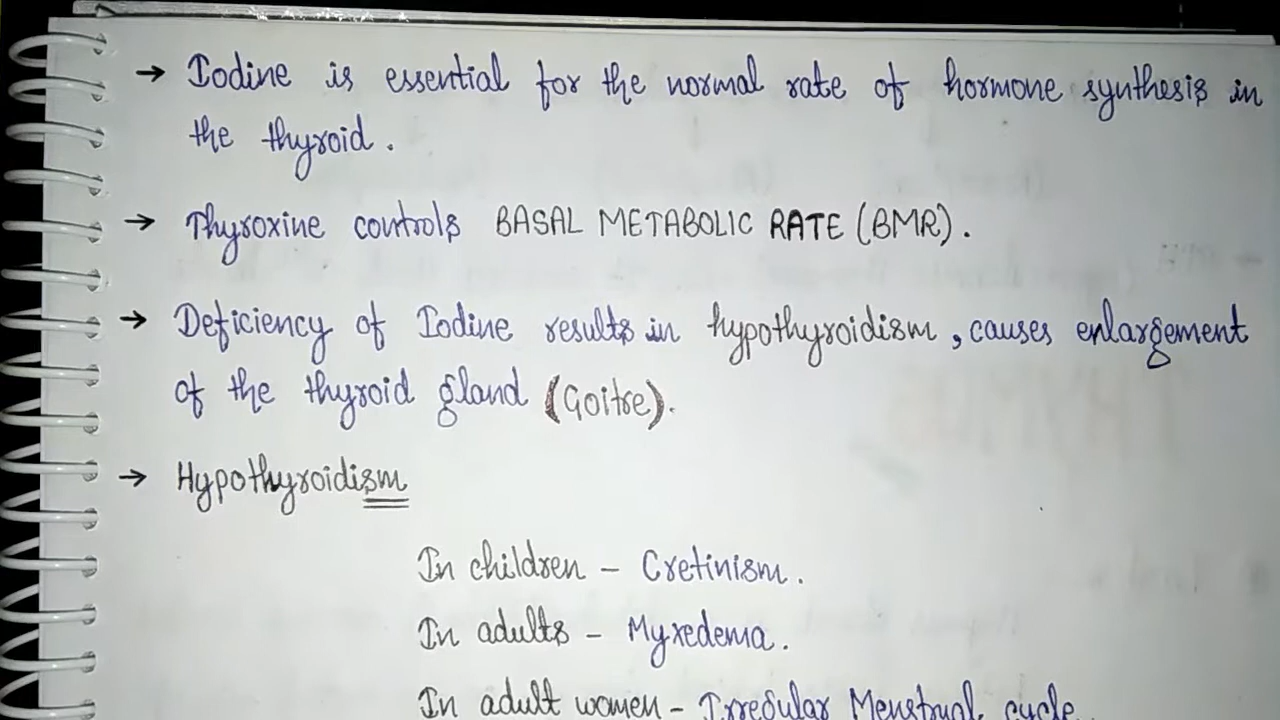 → Iodine is essential for the normal rate of hormone synthesis in
the thyroid.
→ Thyroxine controls BASAL METABOLIC RATE (BMR).
→ Deficiency of Iodine results in hypothyroidism, causes enlargement
of the thyroid gland (Goitre).
→ Hypothyroidism
In children - Cretinism.
In adults - Myxedema.
In adult women - Irregular Menstrual cycle.